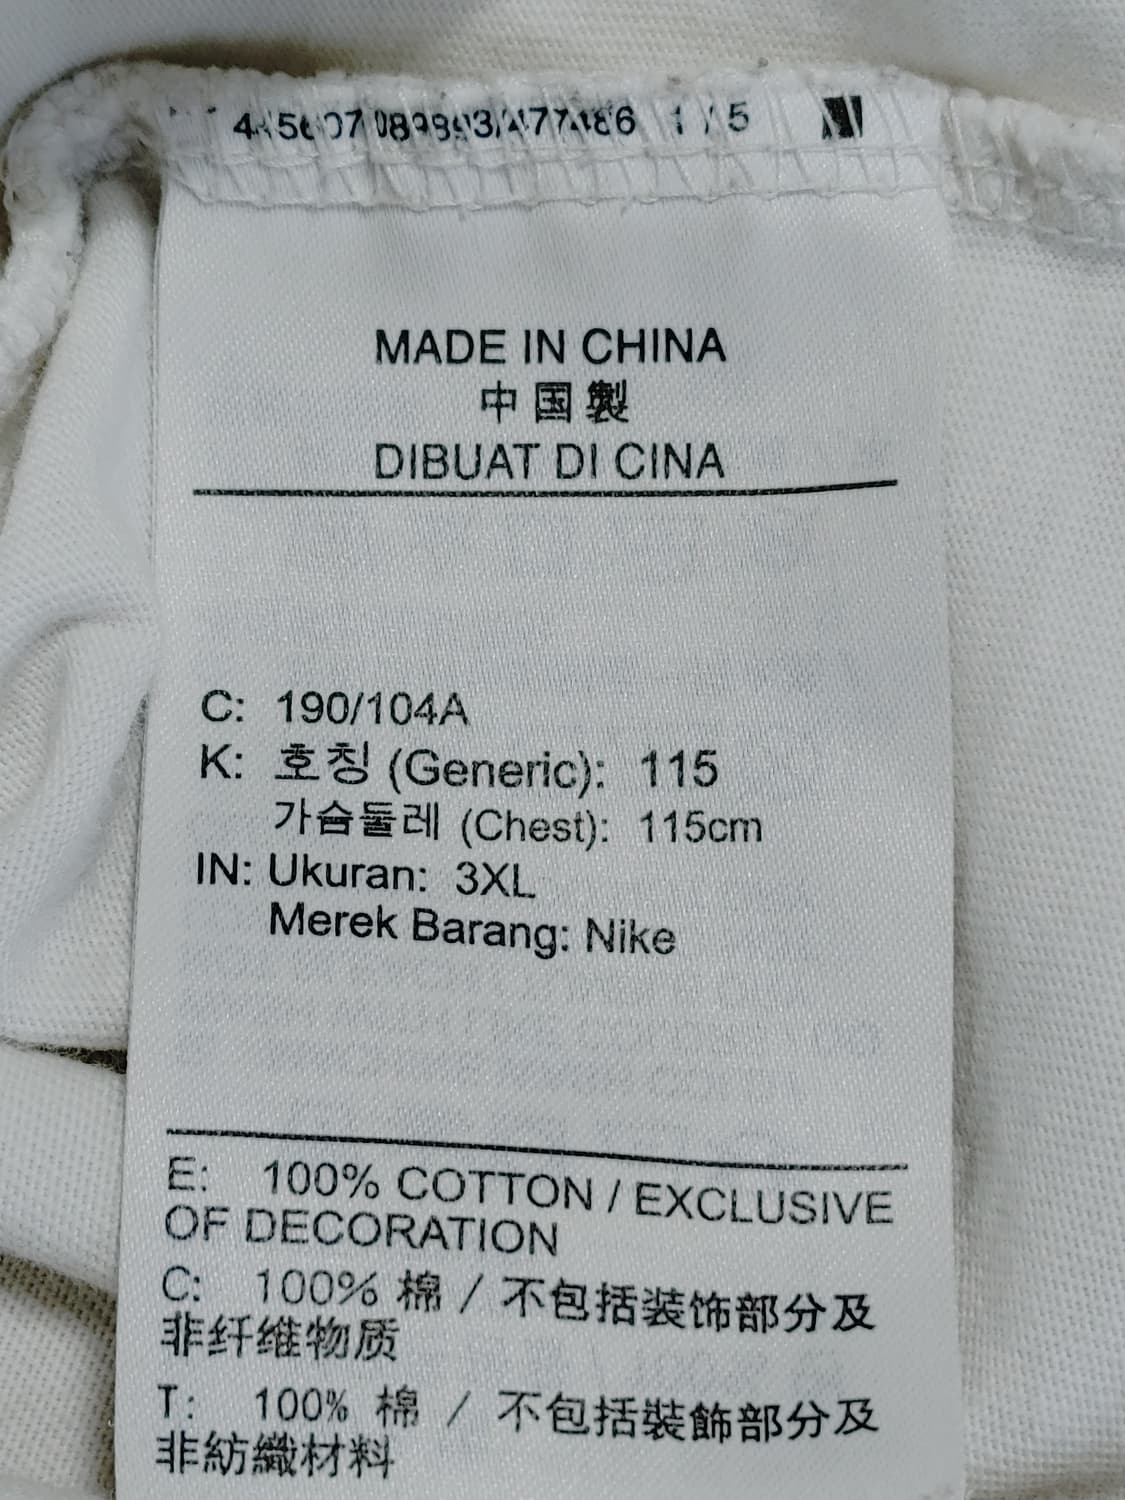 1 / 5
MADE IN CHINA
中国製
DIBUAT DI CINA
C: 190/104A
K: 호칭 (Generic): 115
가슴둘레 (Chest): 115cm
IN: Ukuran: 3XL
Merek Barang: Nike
E: 100% COTTON / EXCLUSIVE
OF DECORATION
C: 100% 棉 / 不包括装饰部分及
非纤维物质
T: 100% 棉 / 不包括裝飾部分及
非紡織材料